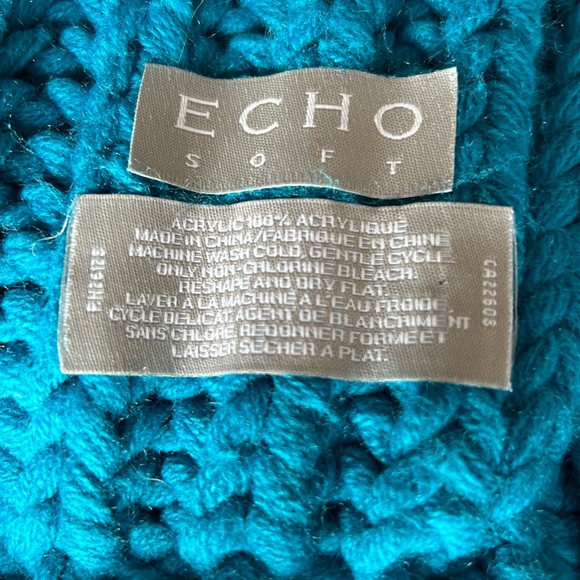 ECHO
SOFT
ACRYLIC 100% ACRYLIQUE
MADE IN CHINA/FABRIQUE EN CHINE
MACHINE WASH COLD, GENTLE CYCLE.
ONLY NON-CHLORINE BLEACH.
RESHAPE AND DRY FLAT.
LAVER A LA MACHINE A L'EAU FROIDE,
CYCLE DELICAT. AGENT DE BLANCHIMENT
SANS CHLORE. REDONNER FORME ET
LAISSER SECHER A PLAT.
CA22608